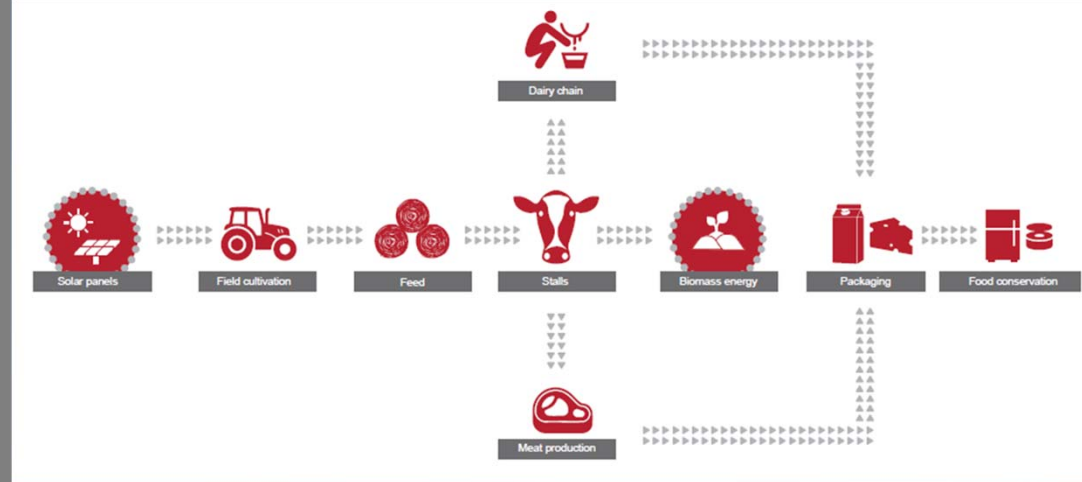 Dairy chain
Solar panels
Field cultivation
Feed
Stalls
Biomass energy
Packaging
Food conservation
Meat production